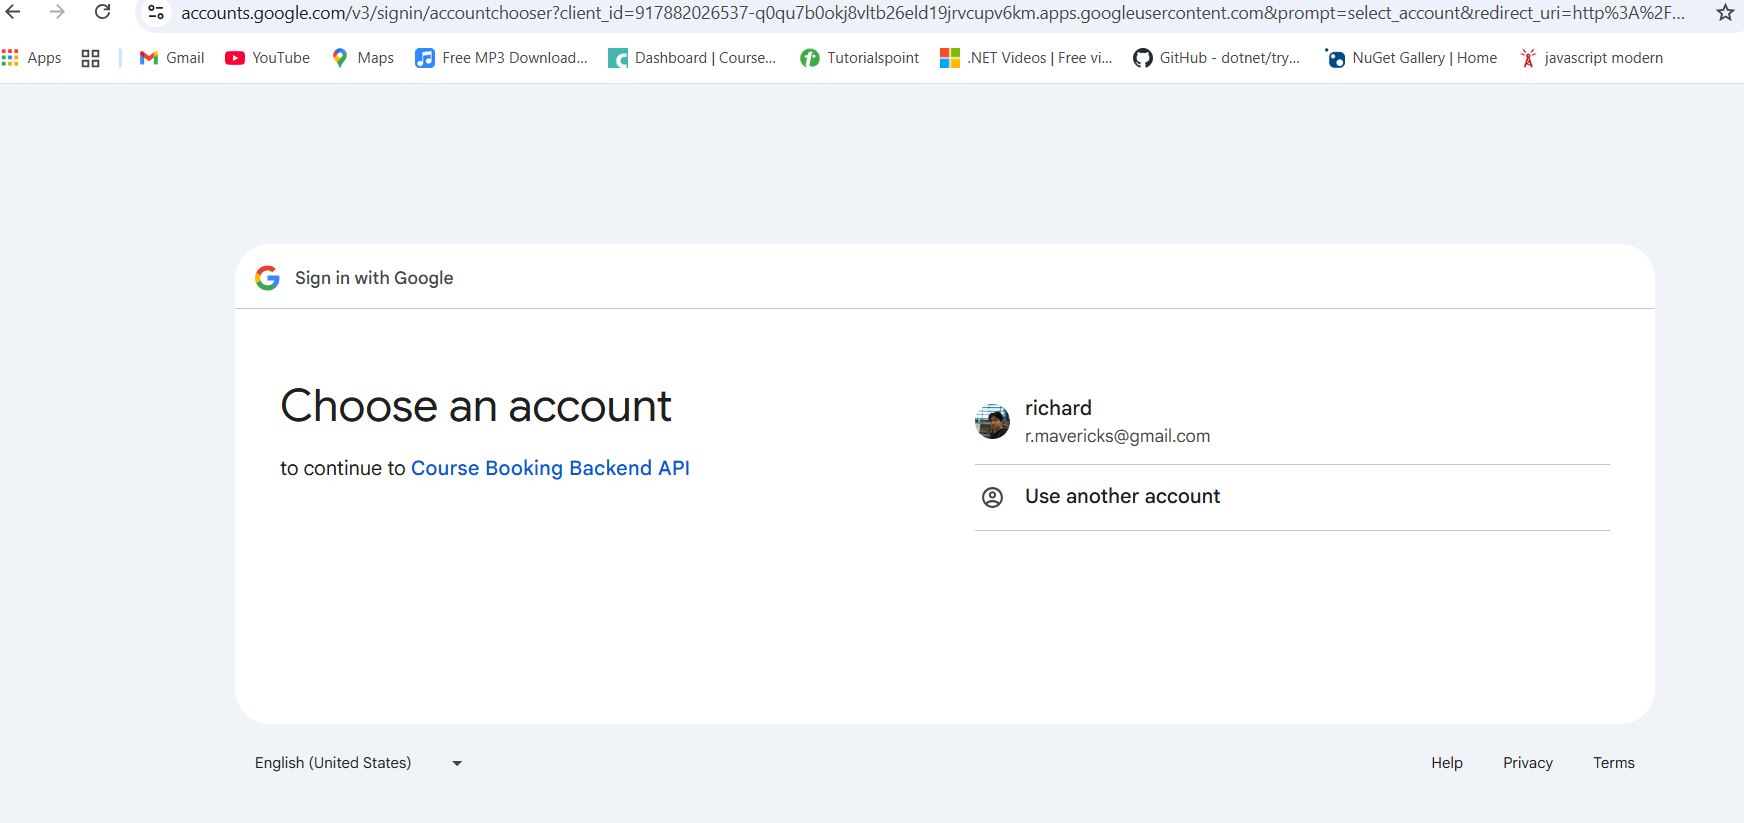 accounts.google.com/v3/signin/accountchooser?client_id=917882026537-q0qu7b0okj8vltb26eld19jrvcupv6km.apps.googleusercontent.com&prompt=select_account&redirect_uri=http%3A%2F...
Apps Gmail YouTube Maps Free MP3 Download... Dashboard | Course... Tutorialspoint .NET Videos | Free vi... GitHub - dotnet/try... NuGet Gallery | Home javascript modern
Sign in with Google
Choose an account
to continue to Course Booking Backend API
richard
r.mavericks@gmail.com
Use another account
English (United States)
Help Privacy Terms